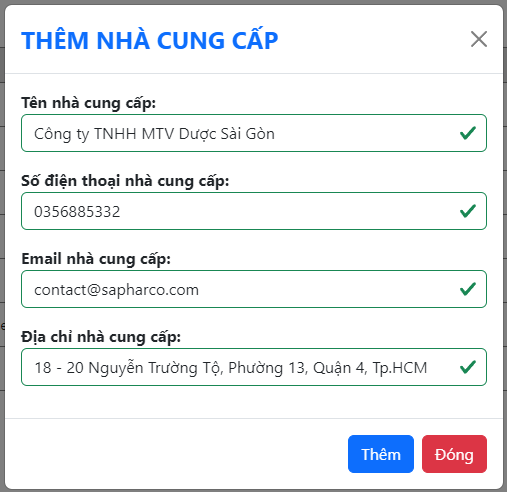 THÊM NHÀ CUNG CẤP
Tên nhà cung cấp:
Công ty TNHH MTV Dược Sài Gòn
Số điện thoại nhà cung cấp:
0356885332
Email nhà cung cấp:
contact@sapharco.com
Địa chỉ nhà cung cấp:
18 - 20 Nguyễn Trường Tộ, Phường 13, Quận 4, Tp.HCM
Thêm Đóng